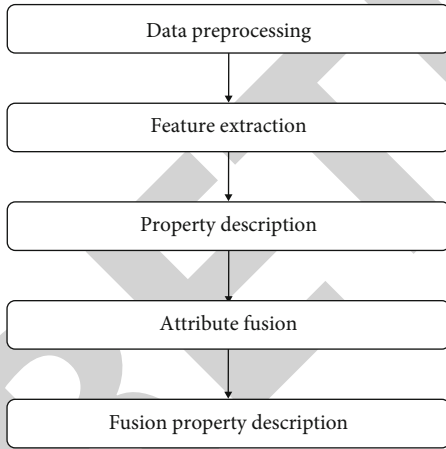 Data preprocessing
Feature extraction
Property description
Attribute fusion
Fusion property description